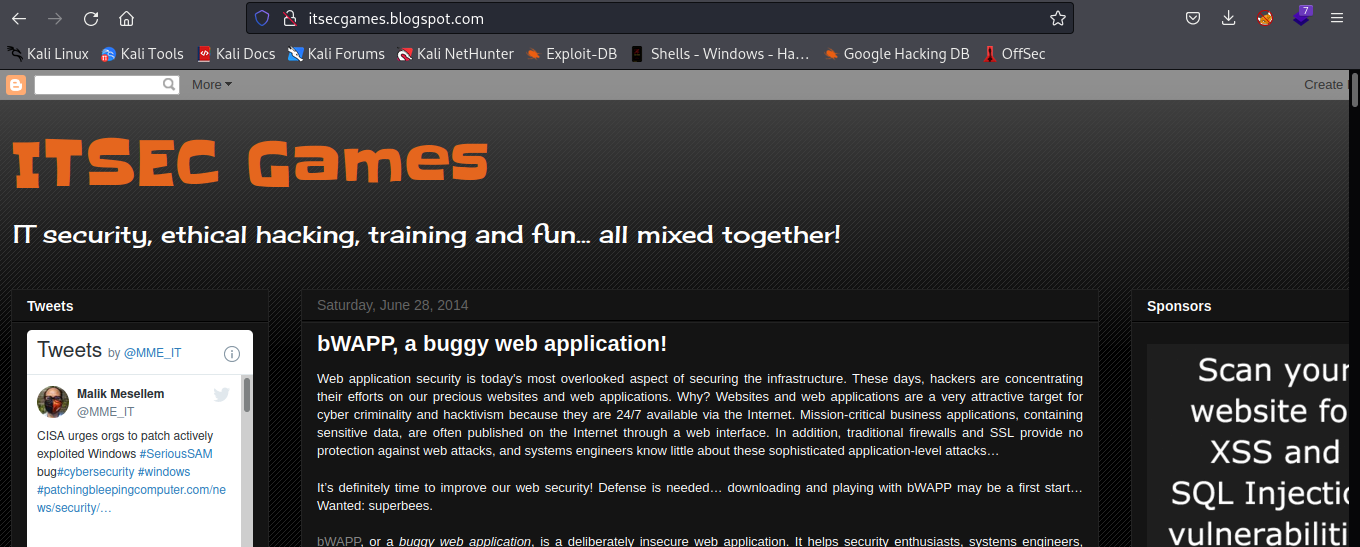 itsecgames.blogspot.com
7
Kali Linux Kali Tools Kali Docs Kali Forums Kali NetHunter Exploit-DB Shells - Windows - Ha… Google Hacking DB OffSec
More Create
ITSEC Games
IT security, ethical hacking, training and fun... all mixed together!
Tweets
Tweets by @MME_IT
Malik Mesellem
@MME_IT
CISA urges orgs to patch actively
exploited Windows #SeriousSAM
bug#cybersecurity #windows
#patchingbleepingcomputer.com/ne
ws/security/…
Saturday, June 28, 2014
bWAPP, a buggy web application!
Web application security is today's most overlooked aspect of securing the infrastructure. These days, hackers are concentrating
their efforts on our precious websites and web applications. Why? Websites and web applications are a very attractive target for
cyber criminality and hacktivism because they are 24/7 available via the Internet. Mission-critical business applications, containing
sensitive data, are often published on the Internet through a web interface. In addition, traditional firewalls and SSL provide no
protection against web attacks, and systems engineers know little about these sophisticated application-level attacks…
It's definitely time to improve our web security! Defense is needed… downloading and playing with bWAPP may be a first start…
Wanted: superbees.
bWAPP, or a buggy web application, is a deliberately insecure web application. It helps security enthusiasts, systems engineers,
Sponsors
Scan your
website fo
XSS and
SQL Injectio
vulnerabiliti